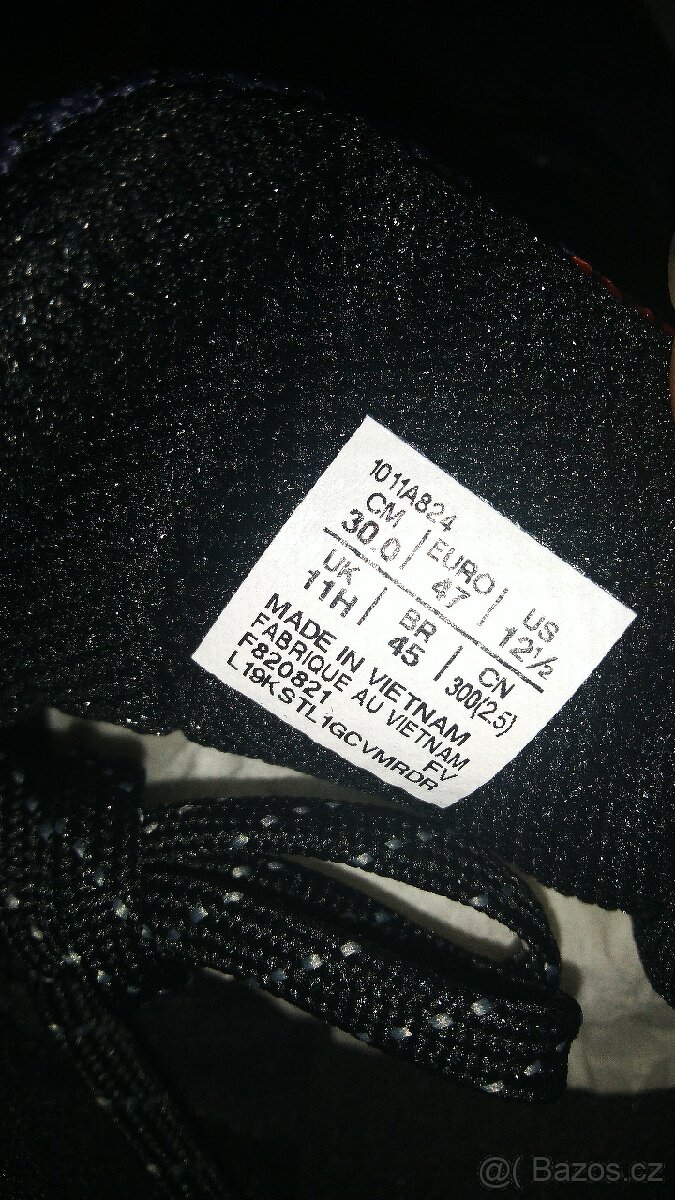 1011A824
CM | EURO | US
30.0 | 47 | 12½
UK | BR | CN
11H | 45 | 300(2.5)
MADE IN VIETNAM
FABRIQUE AU VIETNAM
F820821 FV
L19KSTL1GCVMRDR
@( Bazos.cz